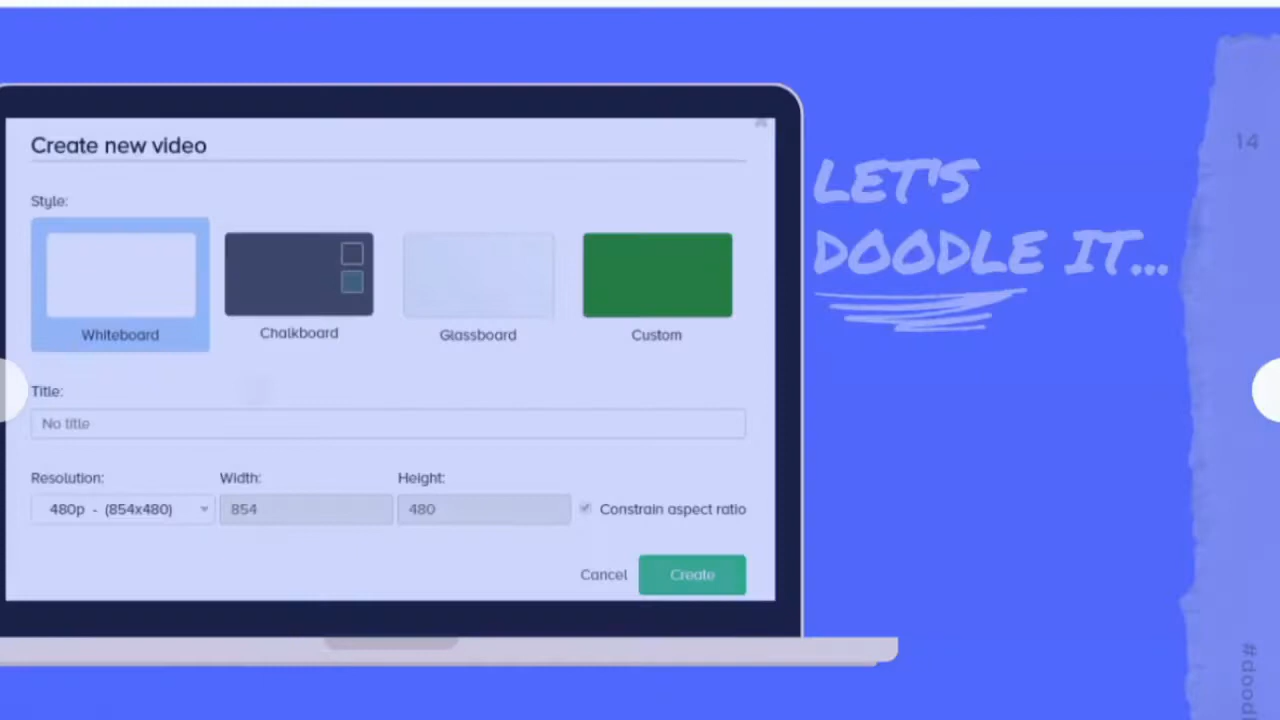 Create new video
Style:
Whiteboard
Chalkboard
Glassboard
Custom
Title:
No title
Resolution:
Width:
Height:
480p - (854x480)
854
480
Constrain aspect ratio
Cancel
Create
LET'S
DOODLE IT...
14